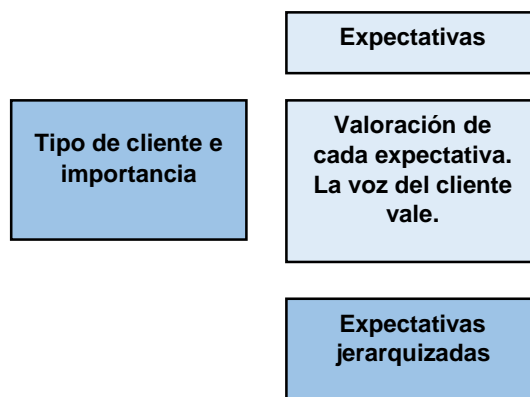 Expectativas
Tipo de cliente e
importancia
Valoración de
cada expectativa.
La voz del cliente
vale.
Expectativas
jerarquizadas